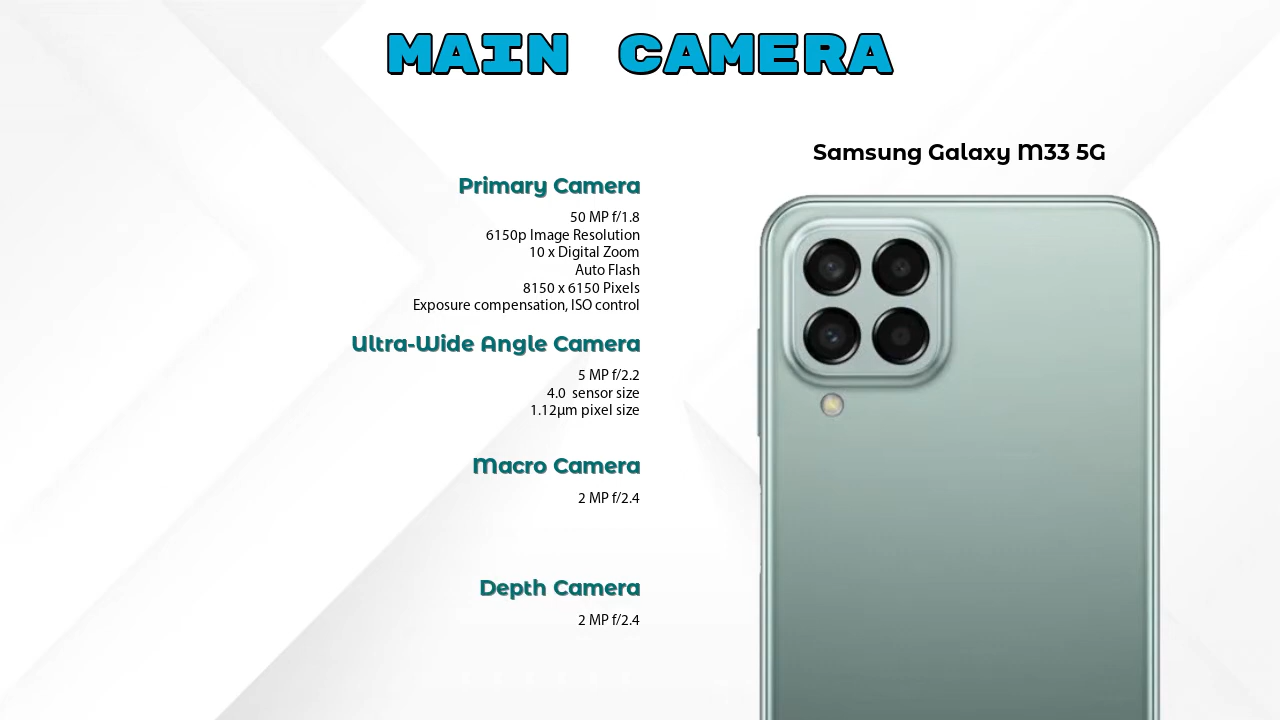 MAIN CAMERA
Samsung Galaxy M33 5G
Primary Camera
50 MP f/1.8
6150p Image Resolution
10 x Digital Zoom
Auto Flash
8150 x 6150 Pixels
Exposure compensation, ISO control
Ultra-Wide Angle Camera
5 MP f/2.2
4.0 sensor size
1.12µm pixel size
Macro Camera
2 MP f/2.4
Depth Camera
2 MP f/2.4